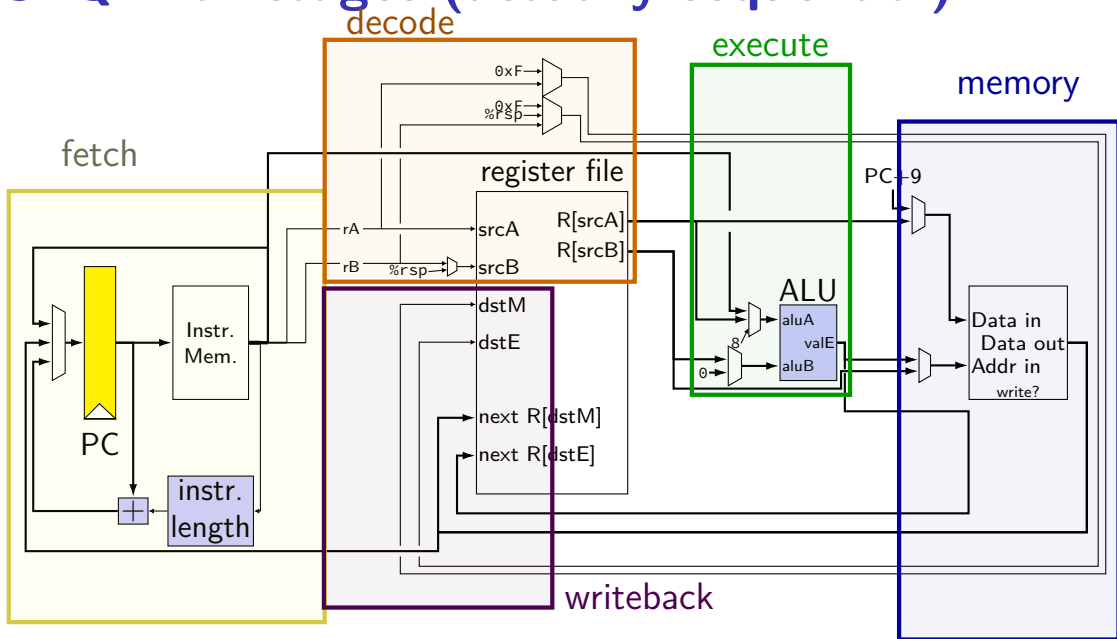 decode
execute
memory
fetch
writeback
0xF
0xF
%rsp
register file
PC+9
rA
srcA
R[srcA]
R[srcB]
rB
%rsp
srcB
dstM
dstE
ALU
aluA
valE
aluB
8
0
Instr.
Mem.
Data in
Data out
Addr in
write?
PC
next R[dstM]
next R[dstE]
+
instr.
length